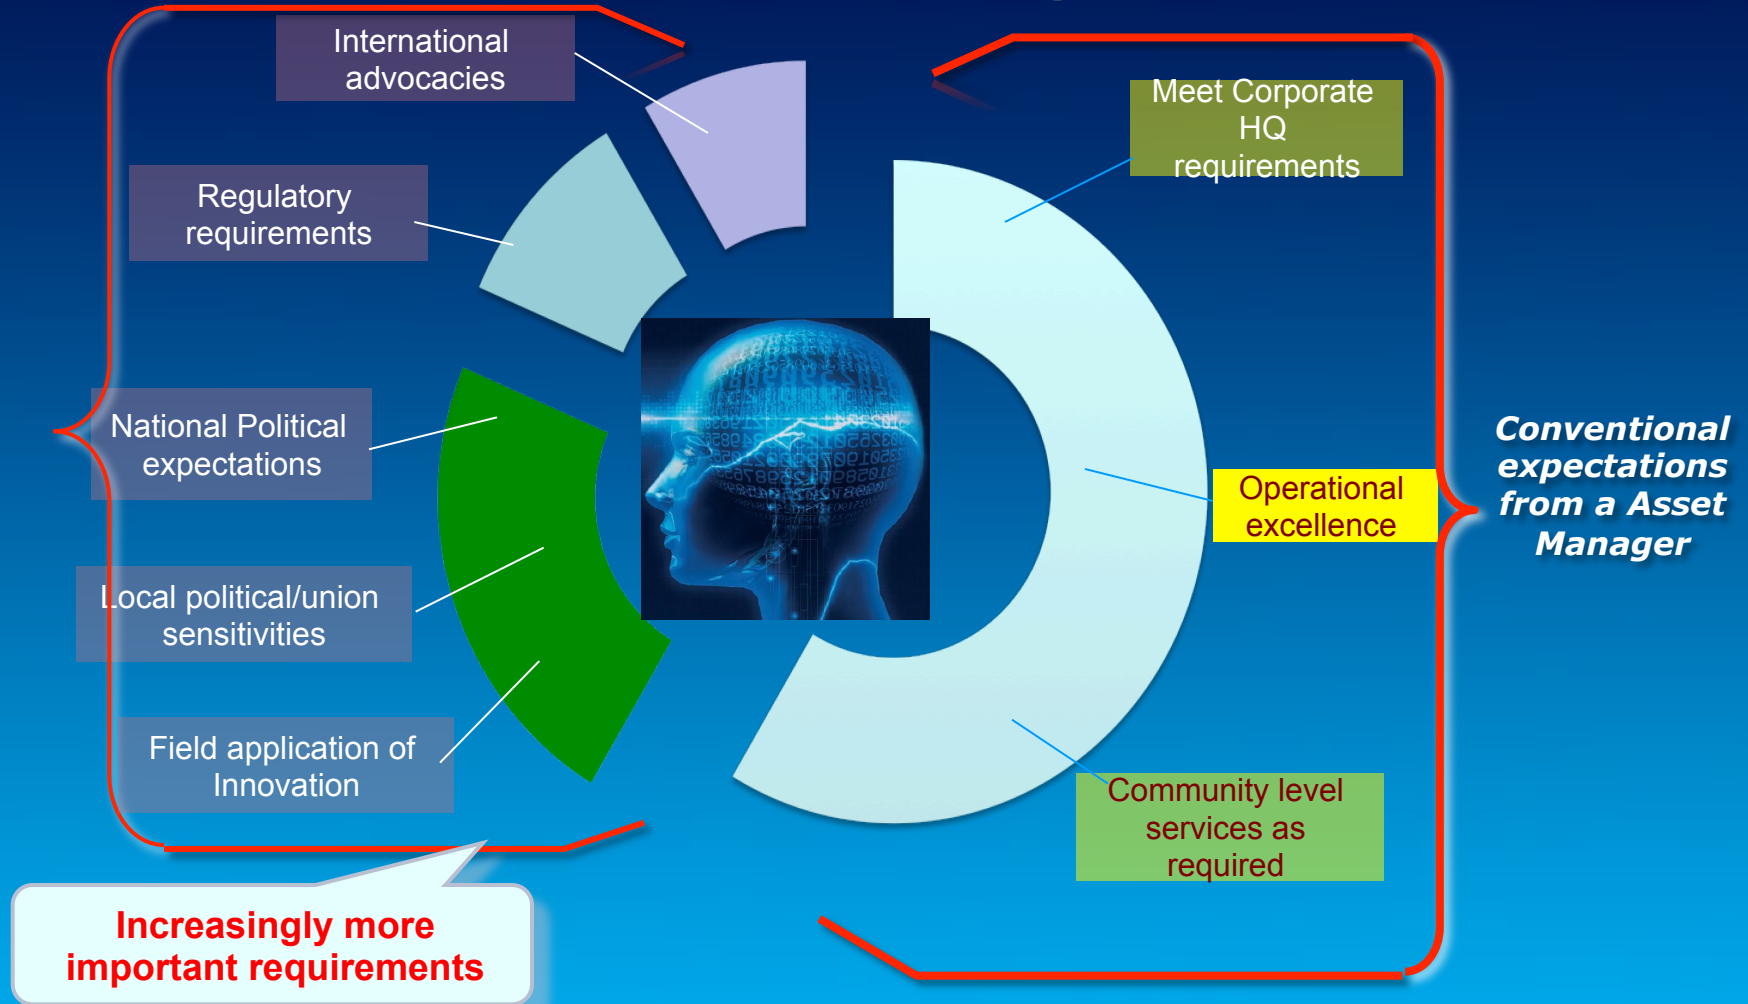 International
advocacies
Regulatory
requirements
National Political
expectations
Local political/union
sensitivities
Field application of
Innovation
Increasingly more
important requirements
Meet Corporate
HQ
requirements
Operational
excellence
Community level
services as
required
Conventional
expectations
from a Asset
Manager